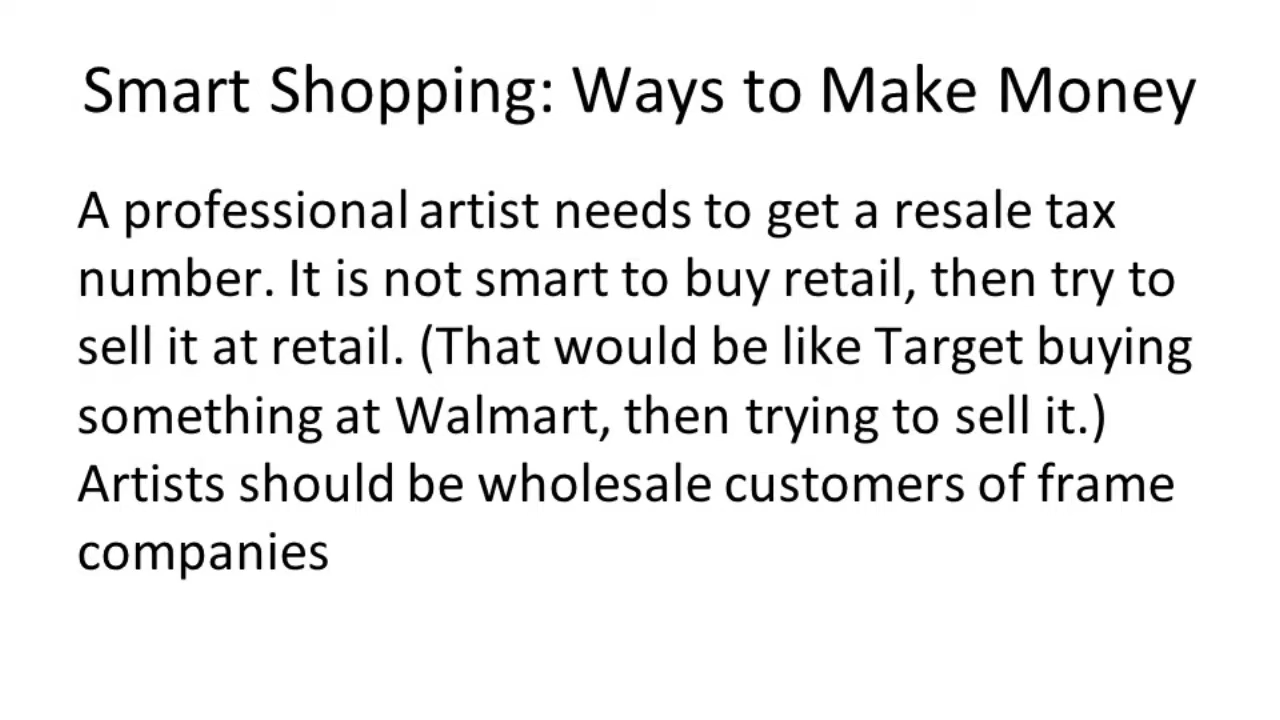 Smart Shopping: Ways to Make Money
A professional artist needs to get a resale tax
number. It is not smart to buy retail, then try to
sell it at retail. (That would be like Target buying
something at Walmart, then trying to sell it.)
Artists should be wholesale customers of frame
companies